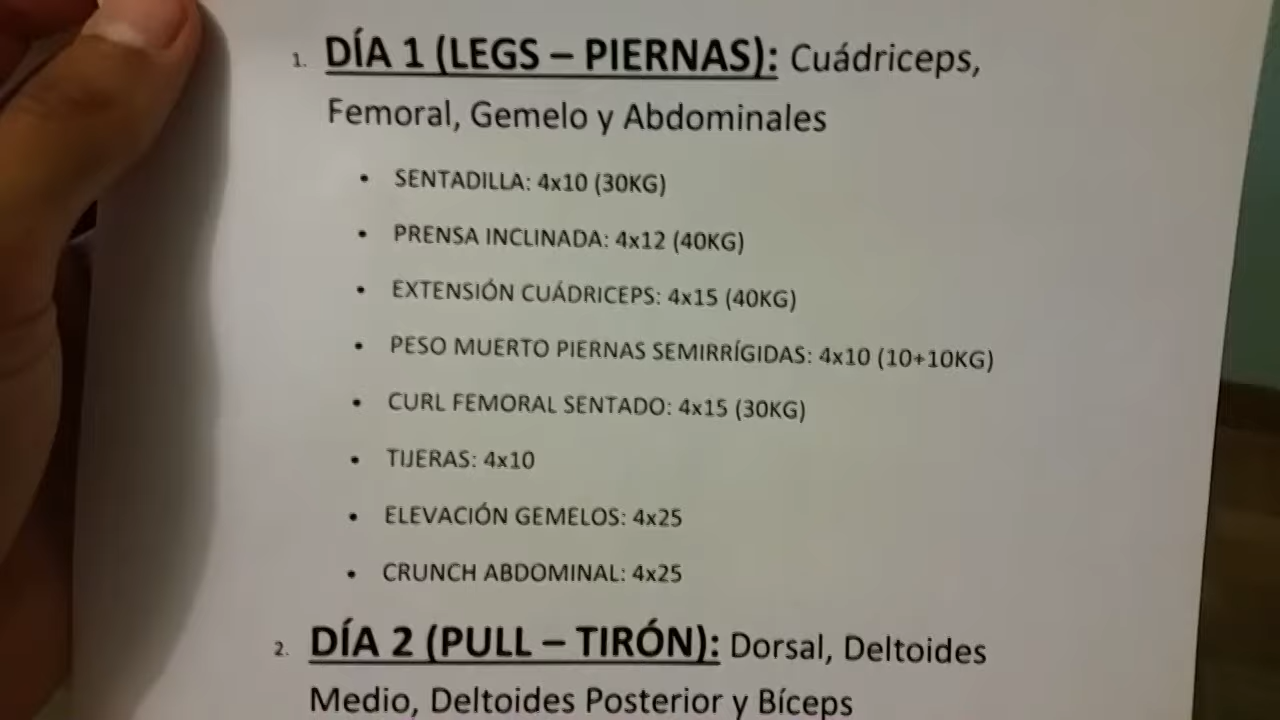 1. DÍA 1 (LEGS – PIERNAS): Cuádriceps,
Femoral, Gemelo y Abdominales
• SENTADILLA: 4x10 (30KG)
• PRENSA INCLINADA: 4x12 (40KG)
• EXTENSIÓN CUÁDRICEPS: 4x15 (40KG)
• PESO MUERTO PIERNAS SEMIRRÍGIDAS: 4x10 (10+10KG)
• CURL FEMORAL SENTADO: 4x15 (30KG)
• TIJERAS: 4x10
• ELEVACIÓN GEMELOS: 4x25
• CRUNCH ABDOMINAL: 4x25
2. DÍA 2 (PULL – TIRÓN): Dorsal, Deltoides
Medio, Deltoides Posterior y Bíceps